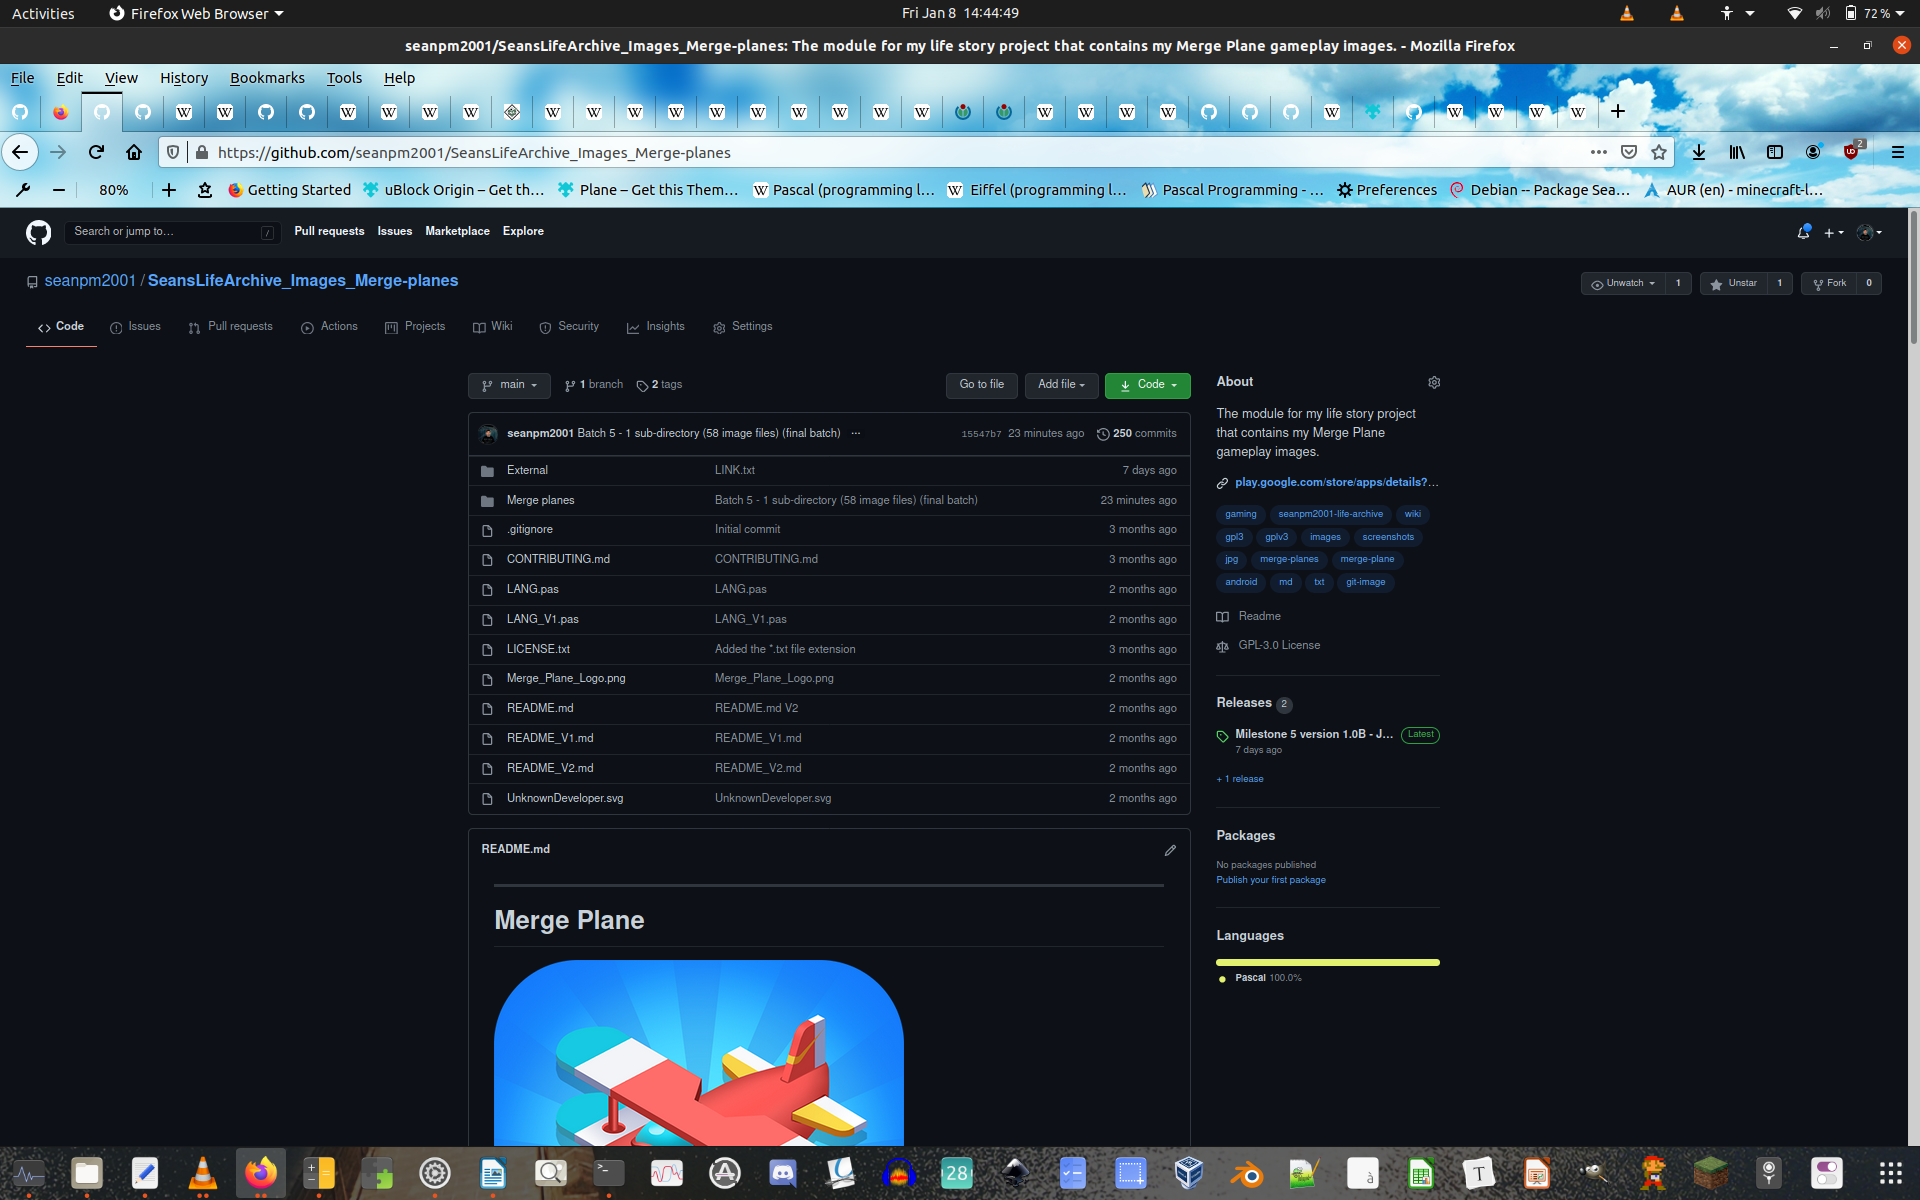 Activities
Firefox Web Browser
Fri Jan 8 14:44:49
72 %
seanpm2001/SeansLifeArchive_Images_Merge-planes: The module for my life story project that contains my Merge Plane gameplay images. - Mozilla Firefox
File Edit View History Bookmarks Tools Help
https://github.com/seanpm2001/SeansLifeArchive_Images_Merge-planes
2
80%
Getting Started
uBlock Origin – Get th…
Plane – Get this Them…
Pascal (programming l…
Eiffel (programming l…
Pascal Programming - …
Preferences
Debian -- Package Sea…
AUR (en) - minecraft-l…
Search or jump to…
/
Pull requests Issues Marketplace Explore
seanpm2001 / SeansLifeArchive_Images_Merge-planes
Unwatch 1
Unstar 1
Fork 0
Code Issues Pull requests Actions Projects Wiki Security Insights Settings
main
1 branch
2 tags
Go to file
Add file
Code
seanpm2001 Batch 5 - 1 sub-directory (58 image files) (final batch) ...
15547b7 23 minutes ago
250 commits
External LINK.txt 7 days ago
Merge planes Batch 5 - 1 sub-directory (58 image files) (final batch) 23 minutes ago
.gitignore Initial commit 3 months ago
CONTRIBUTING.md CONTRIBUTING.md 3 months ago
LANG.pas LANG.pas 2 months ago
LANG_V1.pas LANG_V1.pas 2 months ago
LICENSE.txt Added the *.txt file extension 3 months ago
Merge_Plane_Logo.png Merge_Plane_Logo.png 2 months ago
README.md README.md V2 2 months ago
README_V1.md README_V1.md 2 months ago
README_V2.md README_V2.md 2 months ago
UnknownDeveloper.svg UnknownDeveloper.svg 2 months ago
README.md
Merge Plane
About
The module for my life story project
that contains my Merge Plane
gameplay images.
play.google.com/store/apps/details?…
gaming seanpm2001-life-archive wiki
gpl3 gplv3 images screenshots
jpg merge-planes merge-plane
android md txt git-image
Readme
GPL-3.0 License
Releases 2
Milestone 5 version 1.0B - J… Latest
7 days ago
+ 1 release
Packages
No packages published
Publish your first package
Languages
Pascal 100.0%
28